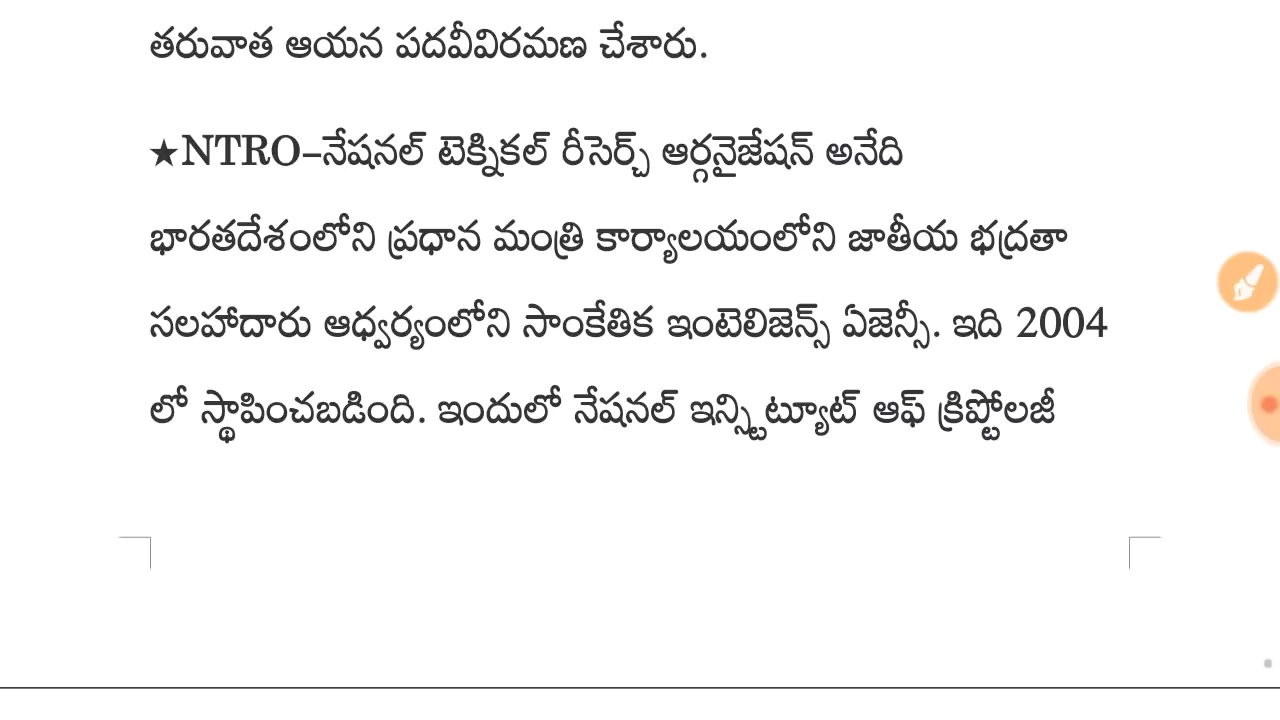 తరువాత ఆయన పదవీవిరమణ చేశారు.
★NTRO–నేషనల్ టెక్నికల్ రీసెర్చ్ ఆర్గనైజేషన్ అనేది
భారతదేశంలోని ప్రధాన మంత్రి కార్యాలయంలోని జాతీయ భద్రతా
సలహాదారు ఆధ్వర్యంలోని సాంకేతిక ఇంటెలిజెన్స్ ఏజెన్సీ. ఇది 2004
లో స్థాపించబడింది. ఇందులో నేషనల్ ఇన్స్టిట్యూట్ ఆఫ్ క్రిప్టోలజీ